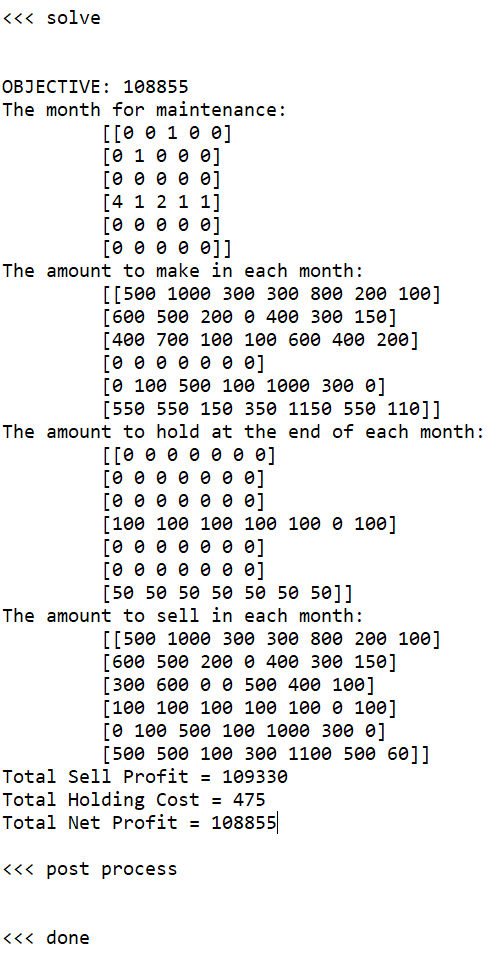 <<< solve
OBJECTIVE: 108855
The month for maintenance:
[[0 0 1 0 0]
[0 1 0 0 0]
[0 0 0 0 0]
[4 1 2 1 1]
[0 0 0 0 0]
[0 0 0 0 0]]
The amount to make in each month:
[[500 1000 300 300 800 200 100]
[600 500 200 0 400 300 150]
[400 700 100 100 600 400 200]
[0 0 0 0 0 0 0]
[0 100 500 100 1000 300 0]
[550 550 150 350 1150 550 110]]
The amount to hold at the end of each month:
[[0 0 0 0 0 0 0]
[0 0 0 0 0 0 0]
[0 0 0 0 0 0 0]
[100 100 100 100 100 0 100]
[0 0 0 0 0 0 0]
[0 0 0 0 0 0 0]
[50 50 50 50 50 50 50]]
The amount to sell in each month:
[[500 1000 300 300 800 200 100]
[600 500 200 0 400 300 150]
[300 600 0 0 500 400 100]
[100 100 100 100 100 0 100]
[0 100 500 100 1000 300 0]
[500 500 100 300 1100 500 60]]
Total Sell Profit = 109330
Total Holding Cost = 475
Total Net Profit = 108855
<<< post process
<<< done